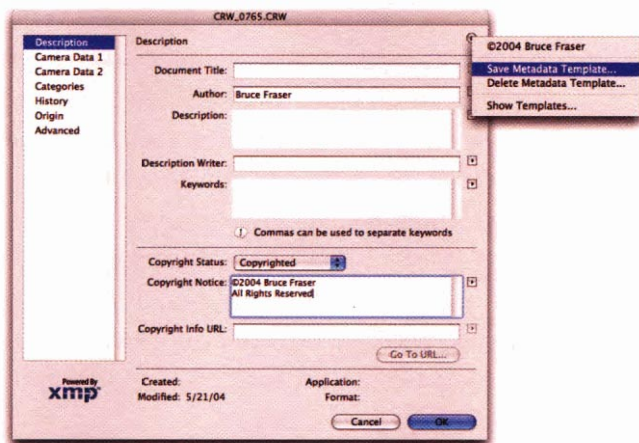 CRW_0765.CRW
Description
Camera Data 1
Camera Data 2
Categories
History
Origin
Advanced
Description
Document Title:
Author: Bruce Fraser
Description:
Description Writer:
Keywords:
! Commas can be used to separate keywords
Copyright Status: Copyrighted
Copyright Notice: ©2004 Bruce Fraser
All Rights Reserved
Copyright Info URL:
Go To URL...
Powered By
xmp
Created:
Modified: 5/21/04
Application:
Format:
Cancel
OK
©2004 Bruce Fraser
Save Metadata Template...
Delete Metadata Template...
Show Templates...